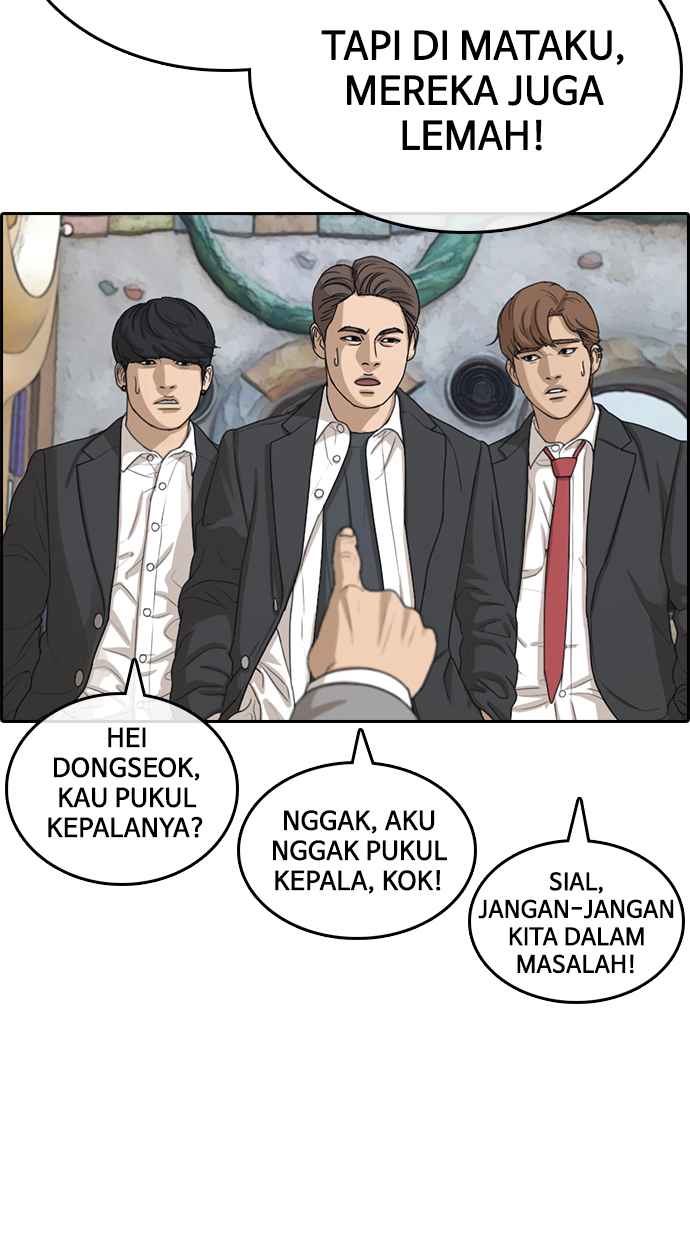 TAPI DI MATAKU,
MEREKA JUGA
LEMAH!
HEI
DONGSEOK,
KAU PUKUL
KEPALANYA?
NGGAK, AKU
NGGAK PUKUL
KEPALA, KOK!
SIAL,
JANGAN-JANGAN
KITA DALAM
MASALAH!